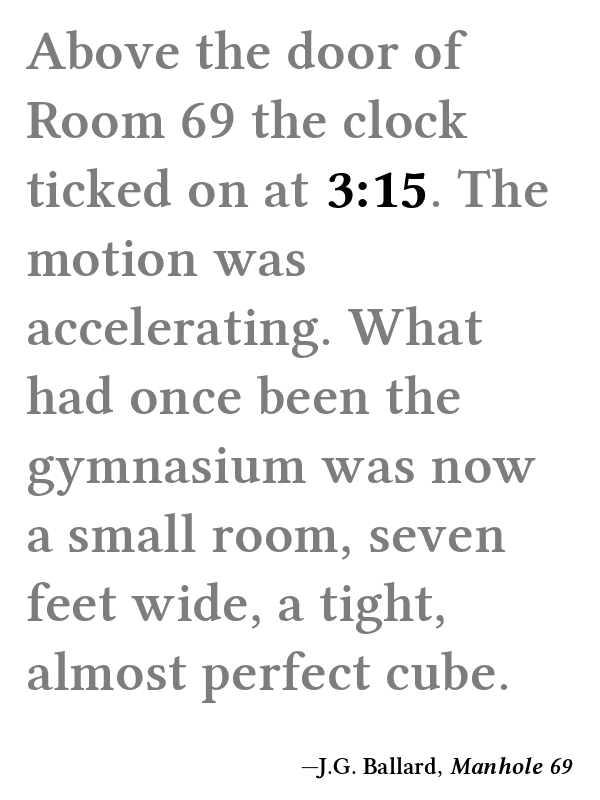 Above the door of
Room 69 the clock
ticked on at 3:15. The
motion was
accelerating. What
had once been the
gymnasium was now
a small room, seven
feet wide, a tight,
almost perfect cube.
—J.G. Ballard, Manhole 69